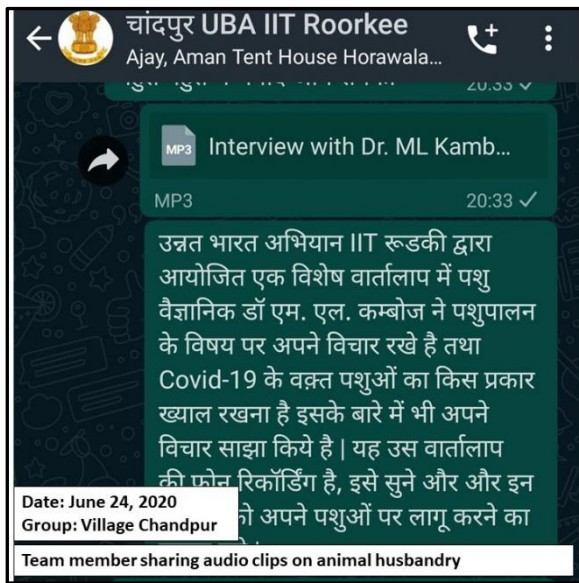 चांदपुर UBA IIT Roorkee
Ajay, Aman Tent House Horawala...
20:33
MP3 Interview with Dr. ML Kamb...
MP3 20:33
उन्नत भारत अभियान IIT रूडकी द्वारा
आयोजित एक विशेष वार्तालाप में पशु
वैज्ञानिक डॉ एम. एल. कम्बोज ने पशुपालन
के विषय पर अपने विचार रखे है तथा
Covid-19 के वक़्त पशुओं का किस प्रकार
ख्याल रखना है इसके बारे में भी अपने
विचार साझा किये है | यह उस वार्तालाप
की फोन रिकॉर्डिंग है, इसे सुने और और इन
को अपने पशुओं पर लागू करने का
Date: June 24, 2020
Group: Village Chandpur
Team member sharing audio clips on animal husbandry